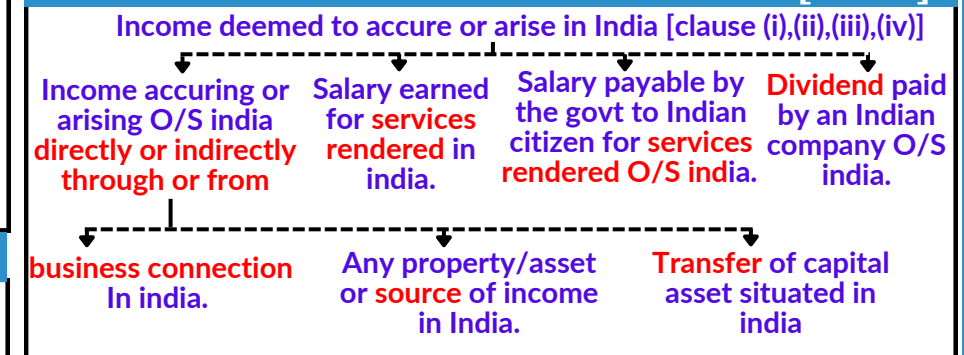 Income deemed to accure or arise in India [clause (i),(ii),(iii),(iv)]
Income accuring or
arising O/S india
directly or indirectly
through or from
Salary earned
for services
rendered in
india.
Salary payable by
the govt to Indian
citizen for services
rendered O/S india.
Dividend paid
by an Indian
company O/S
india.
business connection
In india.
Any property/asset
or source of income
in India.
Transfer of capital
asset situated in
india